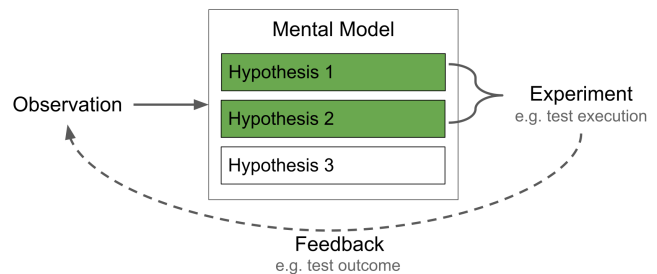 Mental Model
Hypothesis 1
Observation
Hypothesis 2
Experiment
e.g. test execution
Hypothesis 3
Feedback
e.g. test outcome